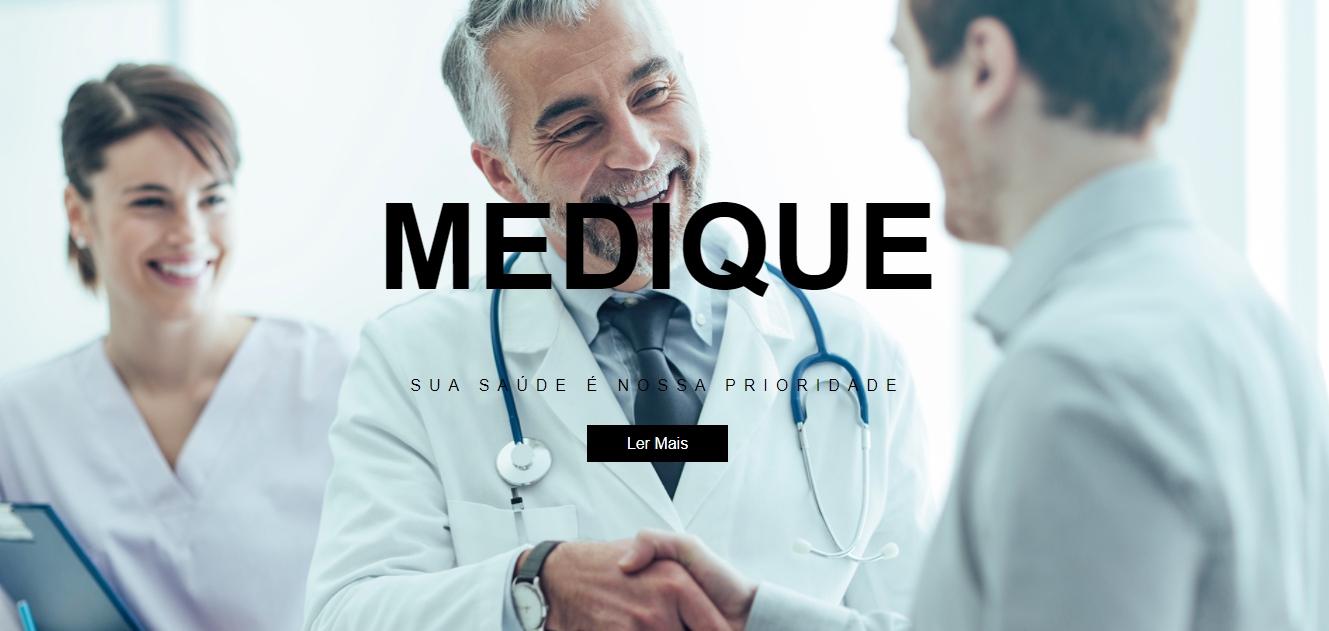 MEDIQUE
SUA SAÚDE É NOSSA PRIORIDADE
Ler Mais